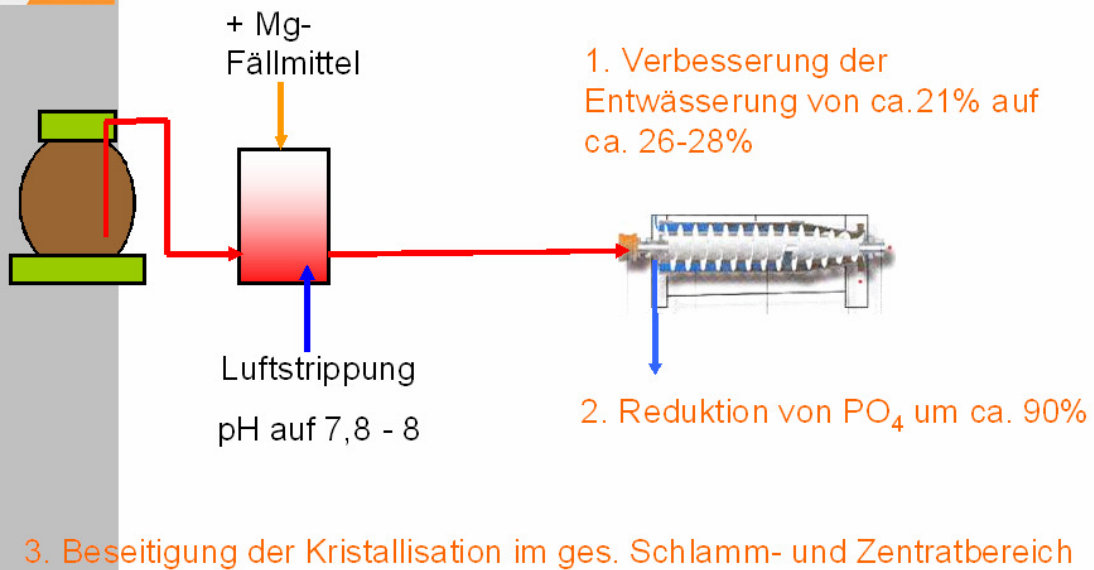 + Mg-
Fällmittel
1. Verbesserung der
Entwässerung von ca.21% auf
ca. 26-28%
Luftstrippung
pH auf 7,8 - 8
2. Reduktion von PO₄ um ca. 90%
3. Beseitigung der Kristallisation im ges. Schlamm- und Zentratbereich